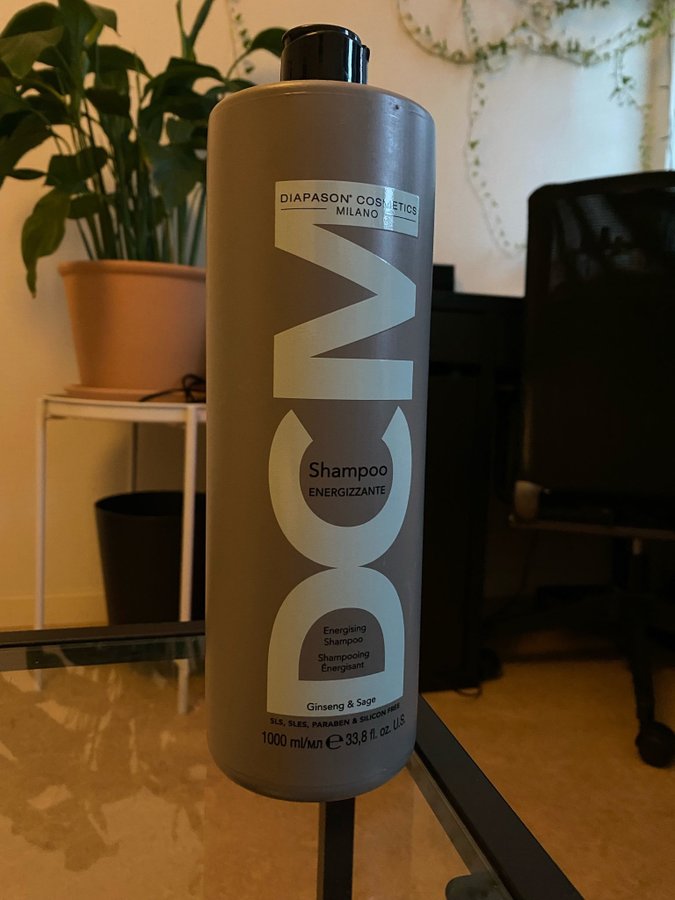 DIAPASON® COSMETICS
MILANO
DCM
Shampoo
ENERGIZZANTE
Energising
Shampoo
Shampooing
Énergisant
Ginseng & Sage
SLS, SLES, PARABEN & SILICON FREE
1000 ml/мл ℮ 33,8 fl. oz. U.S.